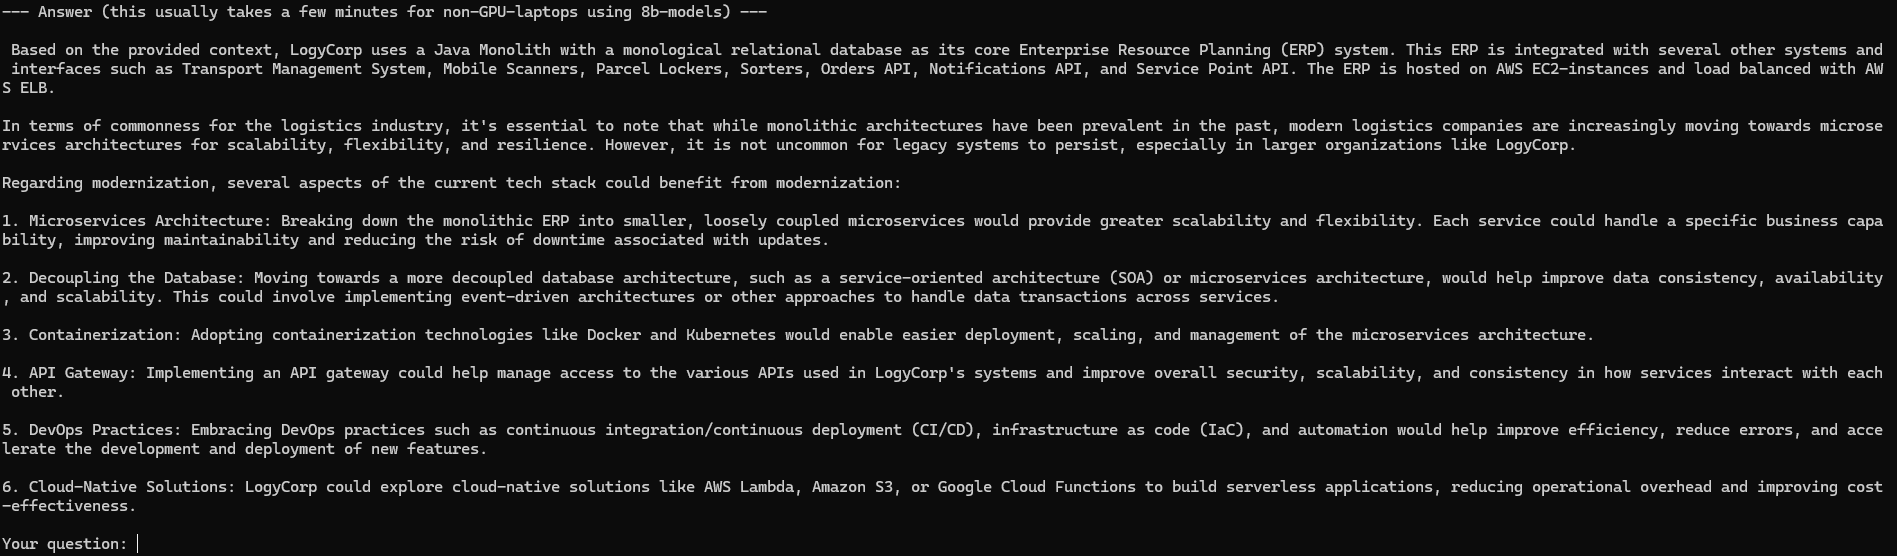 --- Answer (this usually takes a few minutes for non-GPU-laptops using 8b-models) ---
Based on the provided context, LogyCorp uses a Java Monolith with a monological relational database as its core Enterprise Resource Planning (ERP) system. This ERP is integrated with several other systems and
interfaces such as Transport Management System, Mobile Scanners, Parcel Lockers, Sorters, Orders API, Notifications API, and Service Point API. The ERP is hosted on AWS EC2-instances and load balanced with AW
S ELB.
In terms of commonness for the logistics industry, it's essential to note that while monolithic architectures have been prevalent in the past, modern logistics companies are increasingly moving towards microse
rvices architectures for scalability, flexibility, and resilience. However, it is not uncommon for legacy systems to persist, especially in larger organizations like LogyCorp.
Regarding modernization, several aspects of the current tech stack could benefit from modernization:
1. Microservices Architecture: Breaking down the monolithic ERP into smaller, loosely coupled microservices would provide greater scalability and flexibility. Each service could handle a specific business capa
bility, improving maintainability and reducing the risk of downtime associated with updates.
2. Decoupling the Database: Moving towards a more decoupled database architecture, such as a service-oriented architecture (SOA) or microservices architecture, would help improve data consistency, availability
, and scalability. This could involve implementing event-driven architectures or other approaches to handle data transactions across services.
3. Containerization: Adopting containerization technologies like Docker and Kubernetes would enable easier deployment, scaling, and management of the microservices architecture.
4. API Gateway: Implementing an API gateway could help manage access to the various APIs used in LogyCorp's systems and improve overall security, scalability, and consistency in how services interact with each
other.
5. DevOps Practices: Embracing DevOps practices such as continuous integration/continuous deployment (CI/CD), infrastructure as code (IaC), and automation would help improve efficiency, reduce errors, and acce
lerate the development and deployment of new features.
6. Cloud-Native Solutions: LogyCorp could explore cloud-native solutions like AWS Lambda, Amazon S3, or Google Cloud Functions to build serverless applications, reducing operational overhead and improving cost
-effectiveness.
Your question: